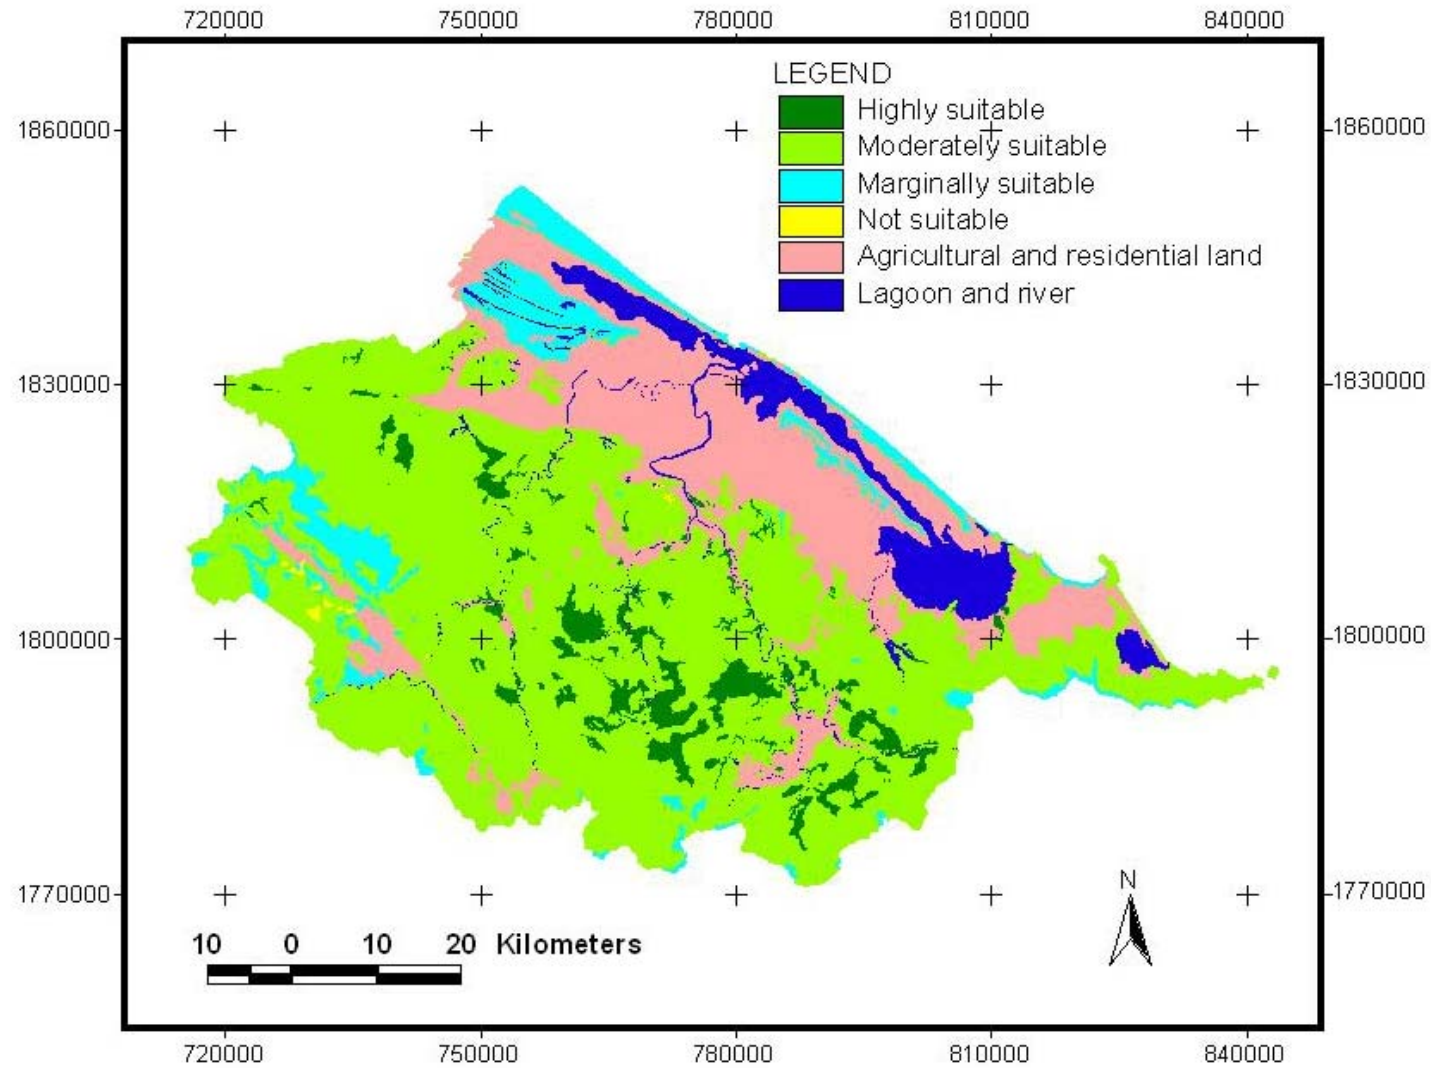 720000 750000 780000 810000 840000
LEGEND
Highly suitable
1860000 1860000
Moderately suitable
Marginally suitable
Not suitable
Agricultural and residential land
Lagoon and river
1830000 1830000
1800000 1800000
N
1770000 1770000
10 0 10 20 Kilometers
720000 750000 780000 810000 840000